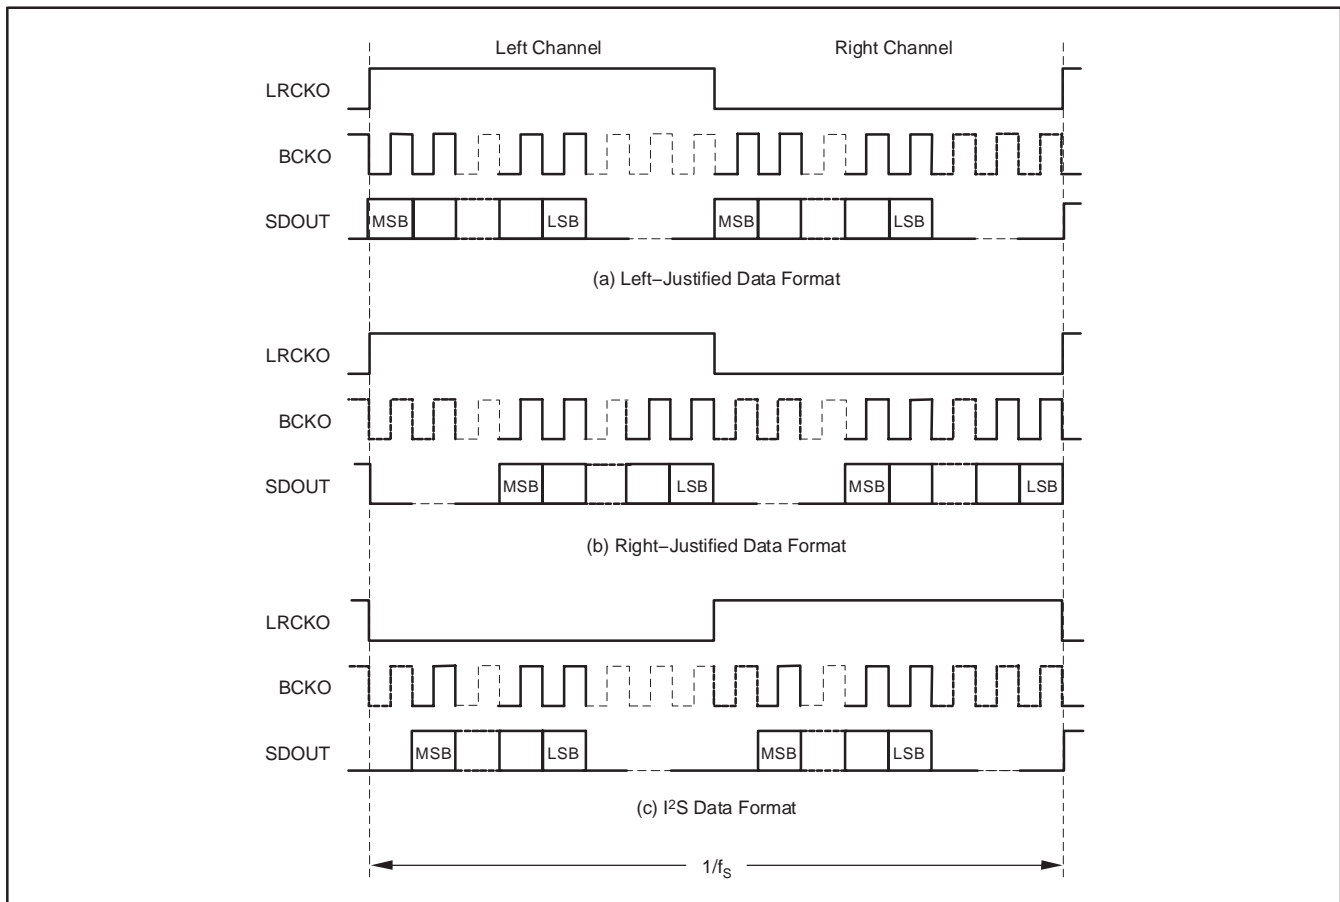 Left Channel Right Channel
LRCKO
BCKO
SDOUT MSB LSB MSB LSB
(a) Left−Justified Data Format
LRCKO
BCKO
SDOUT MSB LSB MSB LSB
(b) Right−Justified Data Format
LRCKO
BCKO
SDOUT MSB LSB MSB LSB
(c) I²S Data Format
1/fS